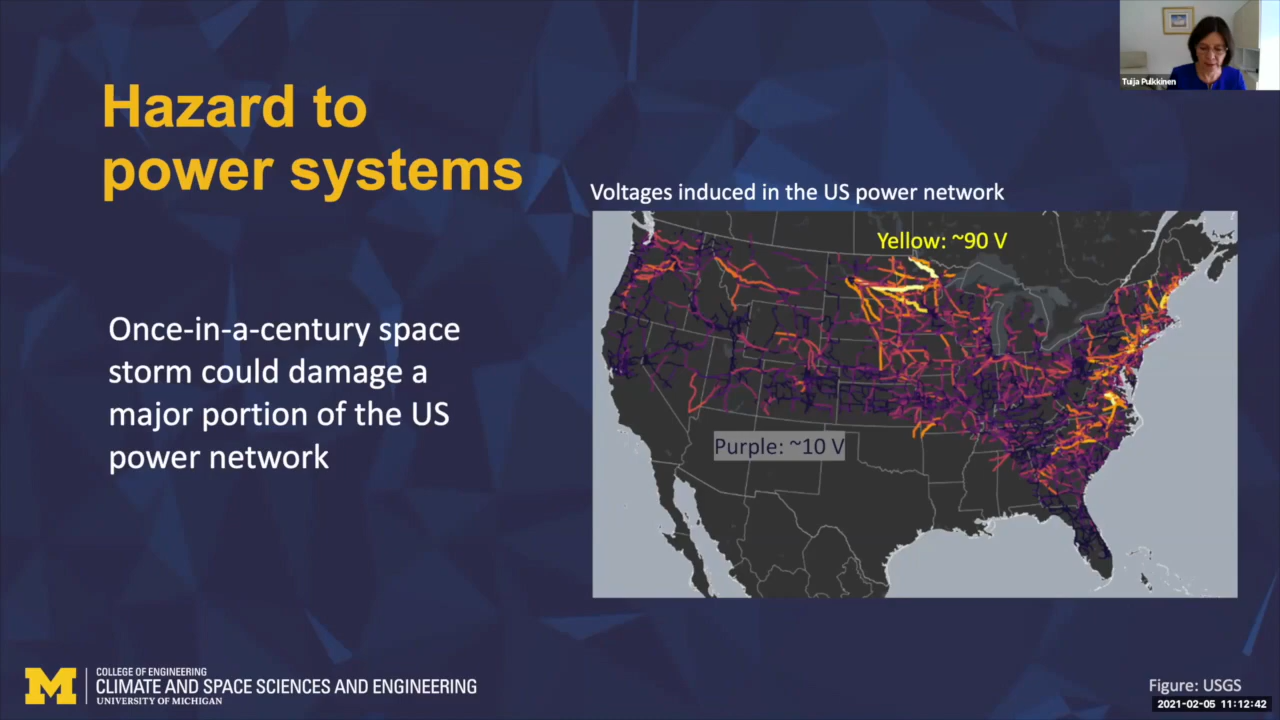 Tuija Pulkkinen
Hazard to
power systems
Voltages induced in the US power network
Yellow: ~90 V
Once-in-a-century space
storm could damage a
major portion of the US
power network
Purple: ~10 V
M
COLLEGE OF ENGINEERING
CLIMATE AND SPACE SCIENCES AND ENGINEERING
UNIVERSITY OF MICHIGAN
Figure: USGS
2021-02-05 11:12:42